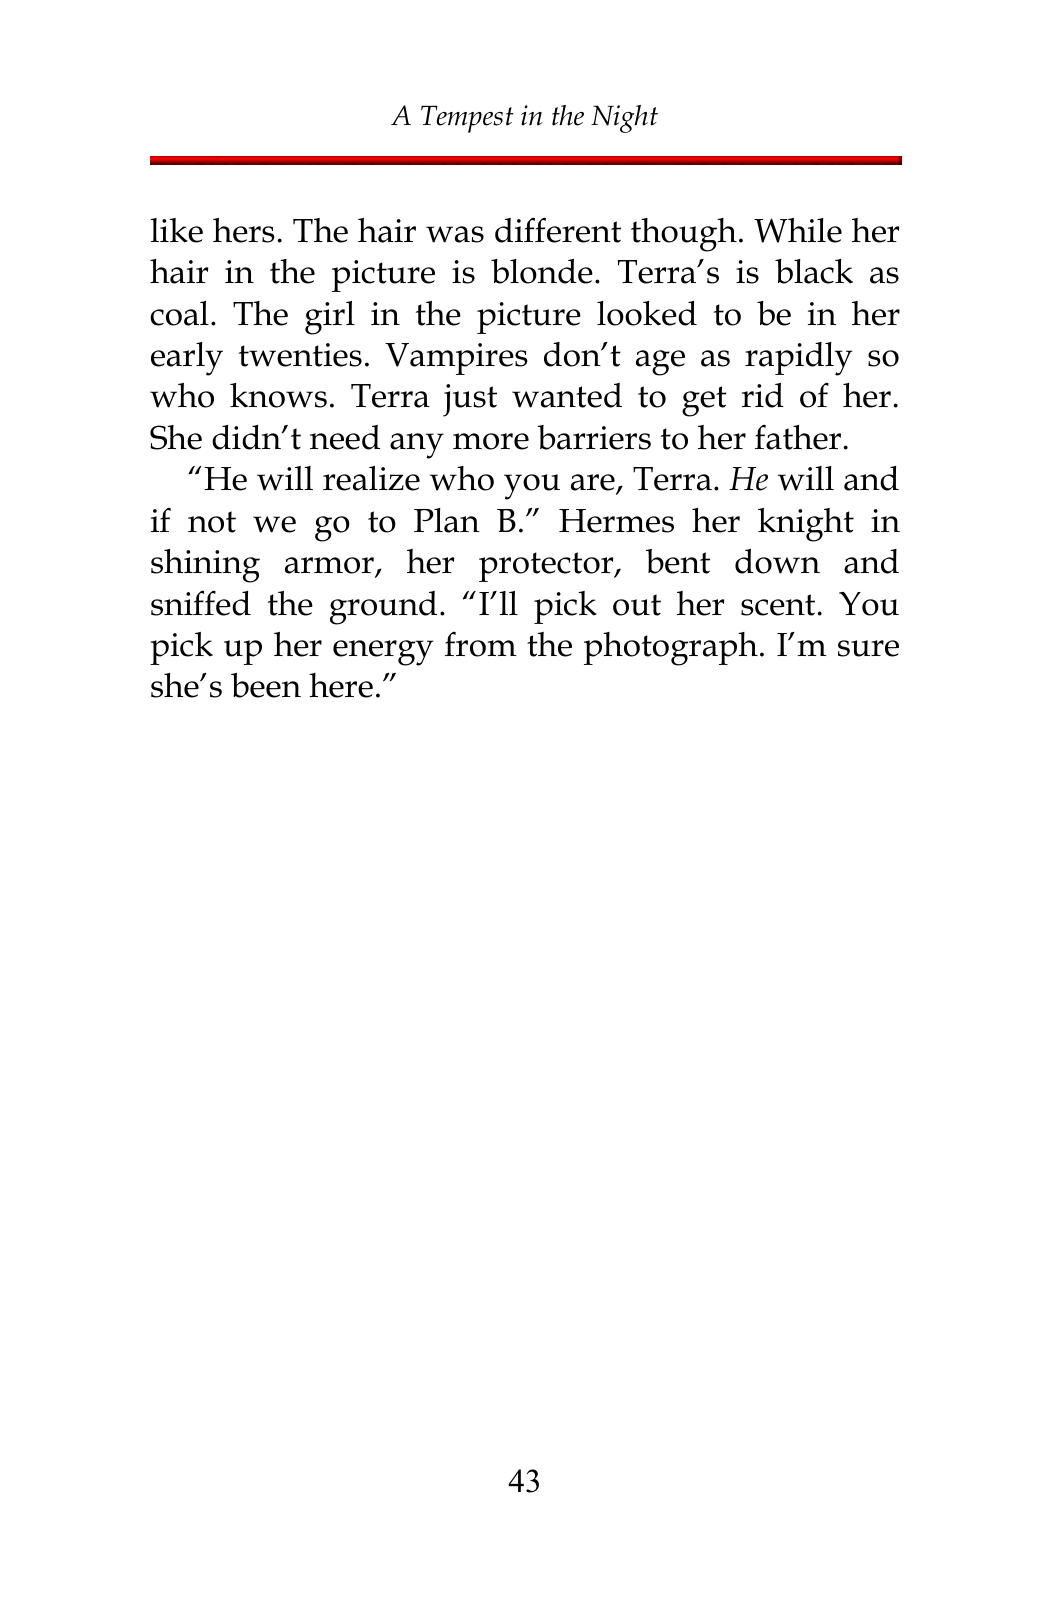 A Tempest in the Night
like hers. The hair was different though. While her
hair in the picture is blonde. Terra’s is black as
coal. The girl in the picture looked to be in her
early twenties. Vampires don’t age as rapidly so
who knows. Terra just wanted to get rid of her.
She didn’t need any more barriers to her father.
“He will realize who you are, Terra. He will and
if not we go to Plan B.” Hermes her knight in
shining armor, her protector, bent down and
sniffed the ground. “I’ll pick out her scent. You
pick up her energy from the photograph. I’m sure
she’s been here.”
43